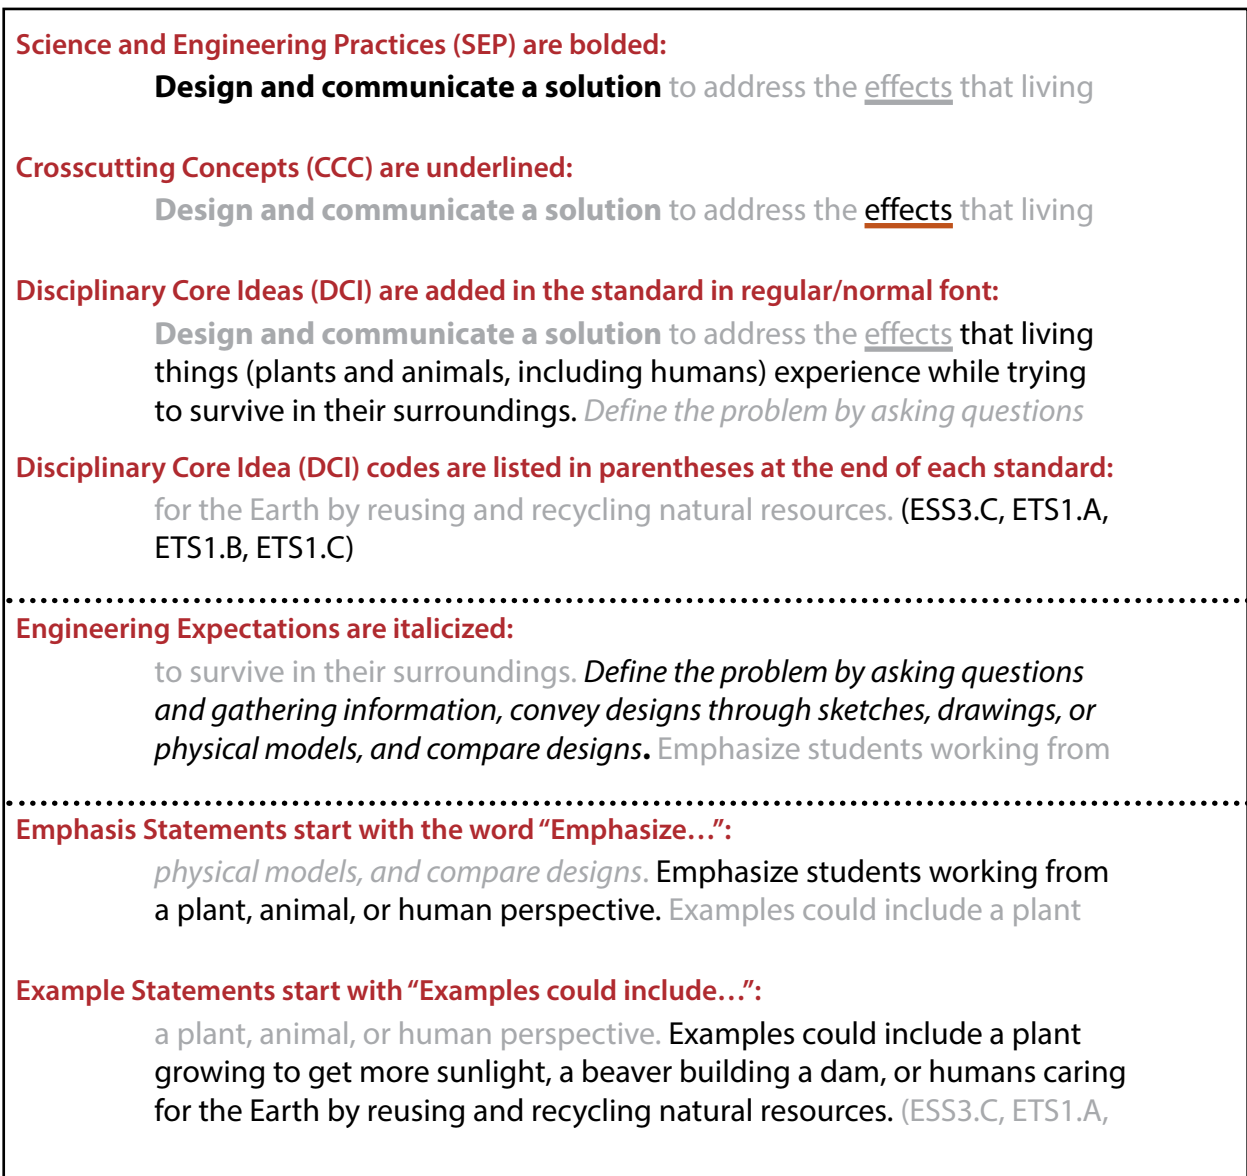 Science and Engineering Practices (SEP) are bolded:
Design and communicate a solution to address the effects that living
Crosscutting Concepts (CCC) are underlined:
Design and communicate a solution to address the effects that living
Disciplinary Core Ideas (DCI) are added in the standard in regular/normal font:
Design and communicate a solution to address the effects that living
things (plants and animals, including humans) experience while trying
to survive in their surroundings. Define the problem by asking questions
Disciplinary Core Idea (DCI) codes are listed in parentheses at the end of each standard:
for the Earth by reusing and recycling natural resources. (ESS3.C, ETS1.A,
ETS1.B, ETS1.C)
Engineering Expectations are italicized:
to survive in their surroundings. Define the problem by asking questions
and gathering information, convey designs through sketches, drawings, or
physical models, and compare designs. Emphasize students working from
Emphasis Statements start with the word “Emphasize…”:
physical models, and compare designs. Emphasize students working from
a plant, animal, or human perspective. Examples could include a plant
Example Statements start with “Examples could include…”:
a plant, animal, or human perspective. Examples could include a plant
growing to get more sunlight, a beaver building a dam, or humans caring
for the Earth by reusing and recycling natural resources. (ESS3.C, ETS1.A,